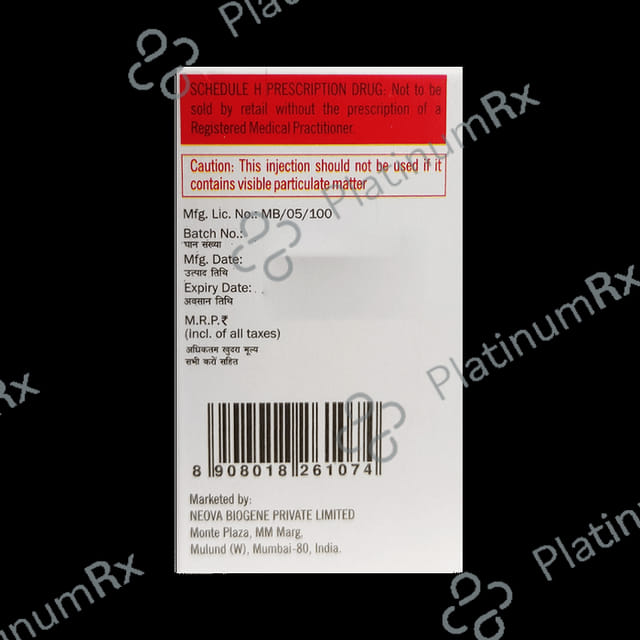 PlatinumRx
SCHEDULE H PRESCRIPTION DRUG: Not to be
sold by retail without the prescription of a
Registered Medical Practitioner.
PlatinumRx
Caution: This injection should not be used if it
contains visible particulate matter
Mfg. Lic. No.: MB/05/100
Batch No.:
घान संख्या
Mfg. Date:
उत्पाद तिथि
Expiry Date:
अवसान तिथि
M.R.P.₹
(incl. of all taxes)
अधिकतम खुदरा मूल्य
सभी करों सहित
PlatinumRx
8 908018 261074
Marketed by:
NEOVA BIOGENE PRIVATE LIMITED
Monte Plaza, MM Marg,
Mulund (W), Mumbai-80, India.
PlatinumRx
tinumRx